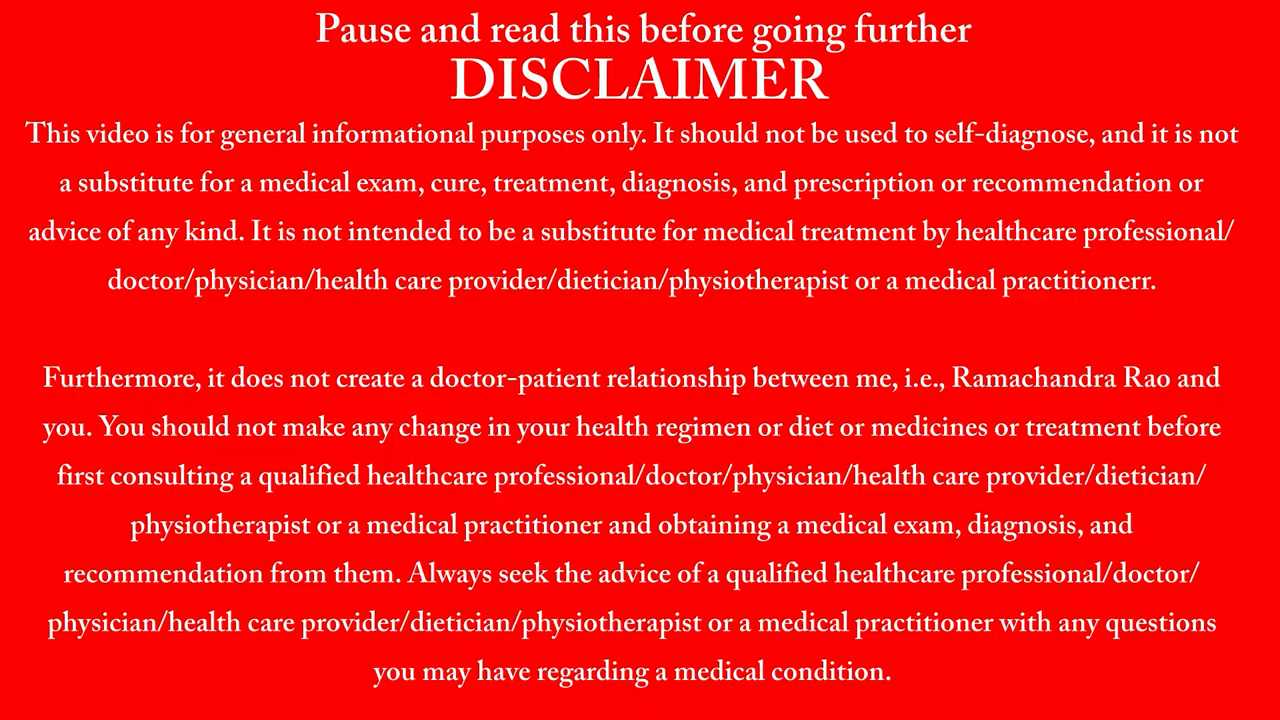 Pause and read this before going further
DISCLAIMER
This video is for general informational purposes only. It should not be used to self-diagnose, and it is not
a substitute for a medical exam, cure, treatment, diagnosis, and prescription or recommendation or
advice of any kind. It is not intended to be a substitute for medical treatment by healthcare professional/
doctor/physician/health care provider/dietician/physiotherapist or a medical practitionerr.
Furthermore, it does not create a doctor-patient relationship between me, i.e., Ramachandra Rao and
you. You should not make any change in your health regimen or diet or medicines or treatment before
first consulting a qualified healthcare professional/doctor/physician/health care provider/dietician/
physiotherapist or a medical practitioner and obtaining a medical exam, diagnosis, and
recommendation from them. Always seek the advice of a qualified healthcare professional/doctor/
physician/health care provider/dietician/physiotherapist or a medical practitioner with any questions
you may have regarding a medical condition.